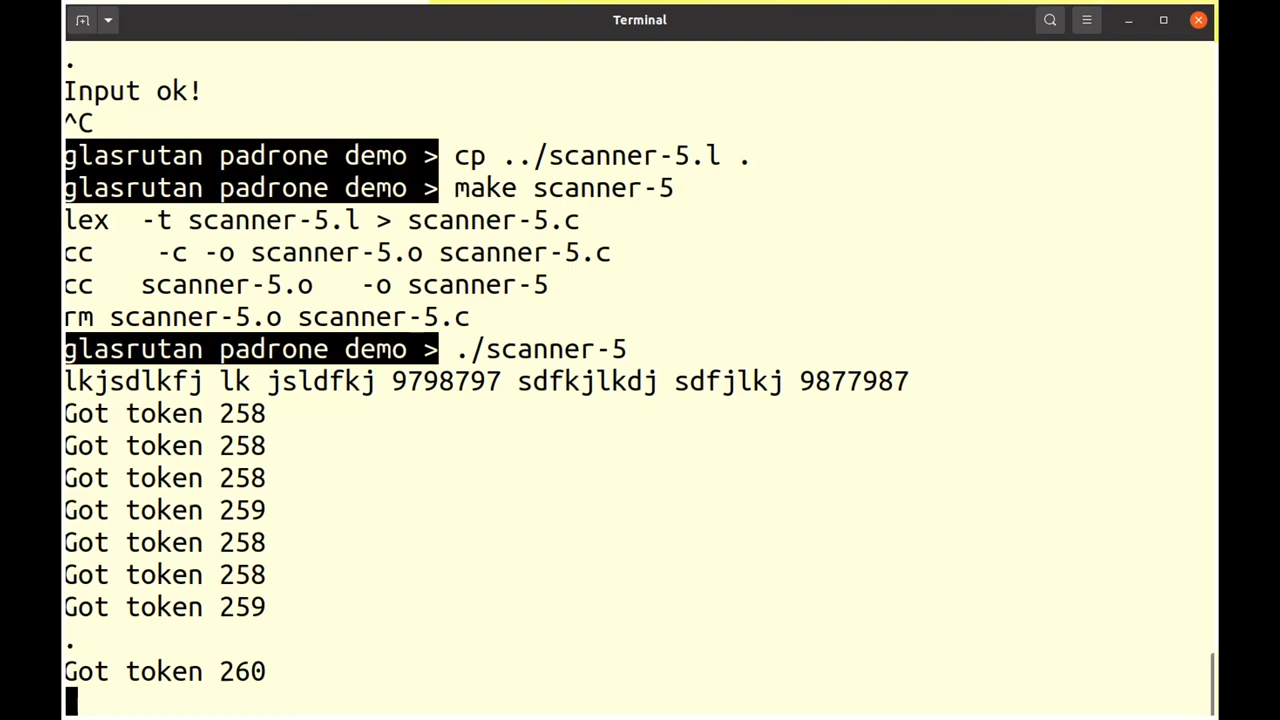 Terminal
.
Input ok!
^C
glasrutan padrone demo > cp ../scanner-5.l .
glasrutan padrone demo > make scanner-5
lex  -t scanner-5.l > scanner-5.c
cc    -c -o scanner-5.o scanner-5.c
cc   scanner-5.o   -o scanner-5
rm scanner-5.o scanner-5.c
glasrutan padrone demo > ./scanner-5
lkjsdlkfj lk jsldfkj 9798797 sdfkjlkdj sdfjlkj 9877987
Got token 258
Got token 258
Got token 258
Got token 259
Got token 258
Got token 258
Got token 259
.
Got token 260